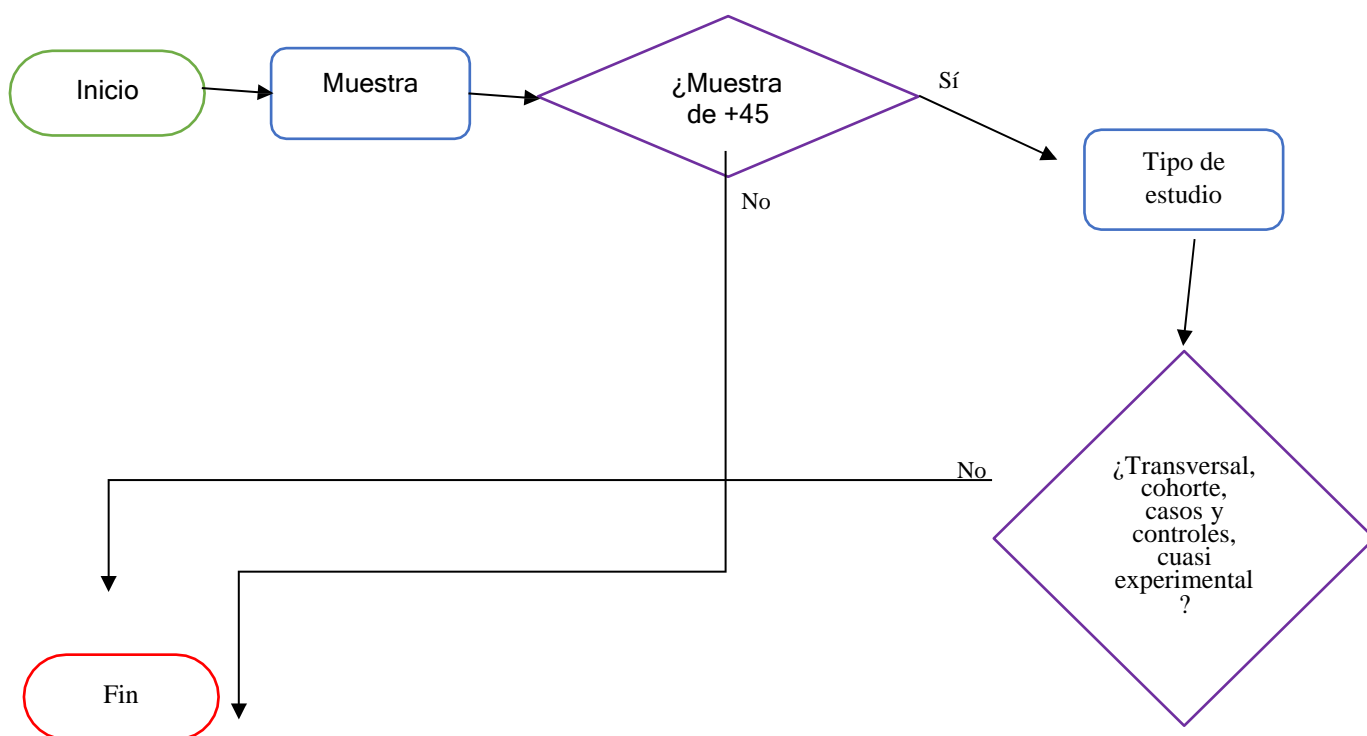 Inicio
Muestra
¿Muestra
de +45
Sí
No
Tipo de
estudio
¿Transversal,
cohorte,
casos y
controles,
cuasi
experimental
?
No
Fin